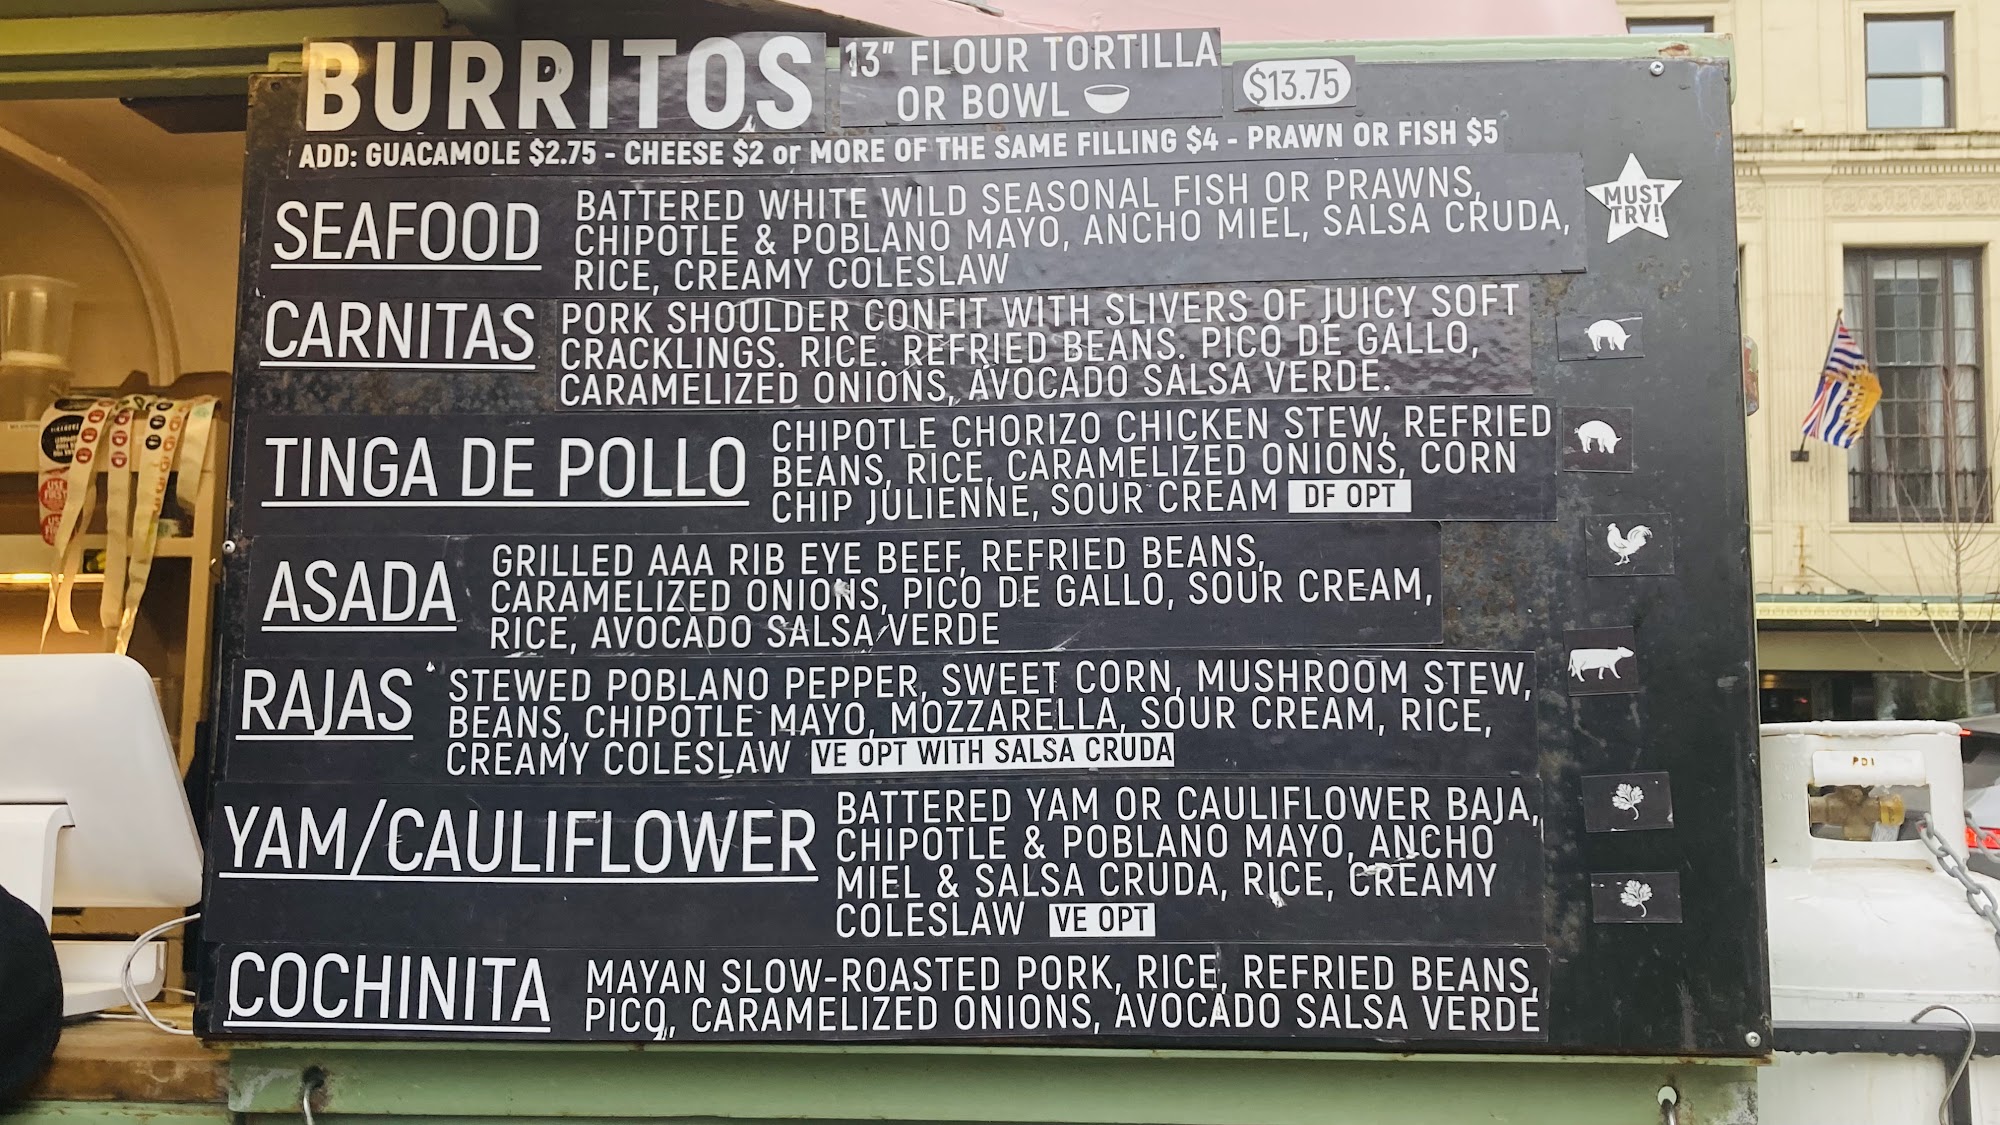 BURRITOS
13" FLOUR TORTILLA
OR BOWL
$13.75
ADD: GUACAMOLE $2.75 - CHEESE $2 or MORE OF THE SAME FILLING $4 - PRAWN OR FISH $5
SEAFOOD
BATTERED WHITE WILD SEASONAL FISH OR PRAWNS,
CHIPOTLE & POBLANO MAYO, ANCHO MIEL, SALSA CRUDA,
RICE, CREAMY COLESLAW
MUST
TRY!
CARNITAS
PORK SHOULDER CONFIT WITH SLIVERS OF JUICY SOFT
CRACKLINGS. RICE. REFRIED BEANS. PICO DE GALLO,
CARAMELIZED ONIONS, AVOCADO SALSA VERDE.
TINGA DE POLLO
CHIPOTLE CHORIZO CHICKEN STEW, REFRIED
BEANS, RICE, CARAMELIZED ONIONS, CORN
CHIP JULIENNE, SOUR CREAM DF OPT
ASADA
GRILLED AAA RIB EYE BEEF, REFRIED BEANS,
CARAMELIZED ONIONS, PICO DE GALLO, SOUR CREAM,
RICE, AVOCADO SALSA VERDE
RAJAS
STEWED POBLANO PEPPER, SWEET CORN, MUSHROOM STEW,
BEANS, CHIPOTLE MAYO, MOZZARELLA, SOUR CREAM, RICE,
CREAMY COLESLAW VE OPT WITH SALSA CRUDA
YAM/CAULIFLOWER
BATTERED YAM OR CAULIFLOWER BAJA,
CHIPOTLE & POBLANO MAYO, ANCHO
MIEL & SALSA CRUDA, RICE, CREAMY
COLESLAW VE OPT
COCHINITA
MAYAN SLOW-ROASTED PORK, RICE, REFRIED BEANS,
PICO, CARAMELIZED ONIONS, AVOCADO SALSA VERDE
PDI
USE
FIRST